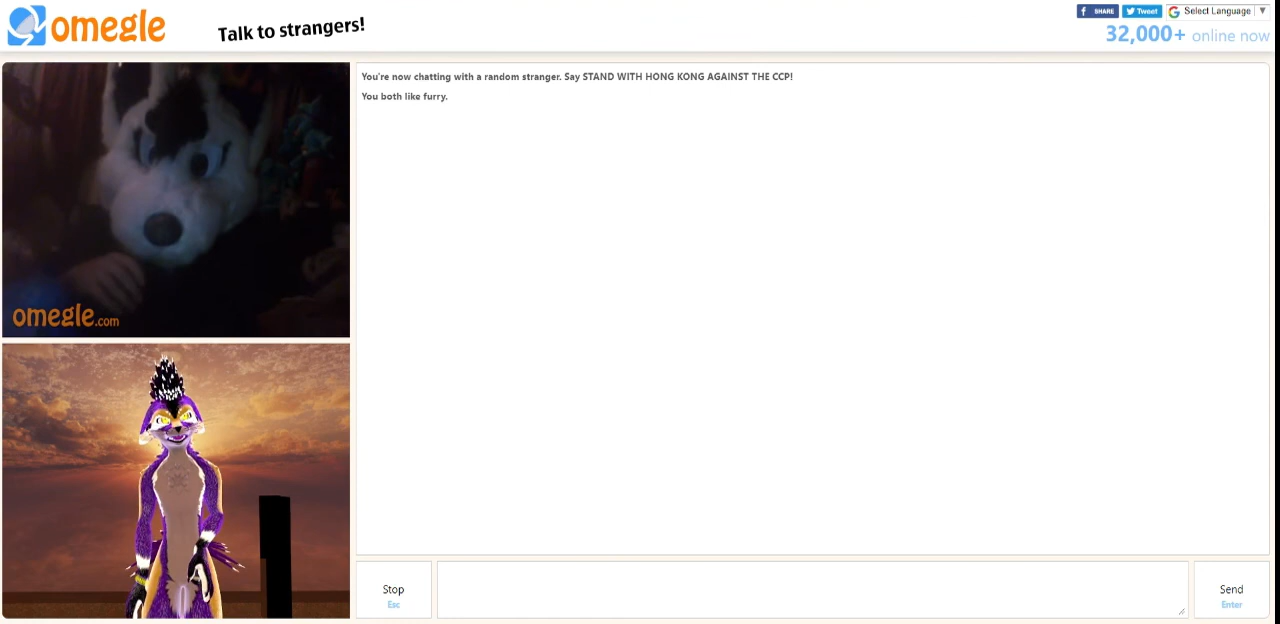 omegle
Talk to strangers!
SHARE
Tweet
Select Language
32,000+ online now
You're now chatting with a random stranger. Say STAND WITH HONG KONG AGAINST THE CCP!
You both like furry.
omegle.com
Stop
Esc
Send
Enter